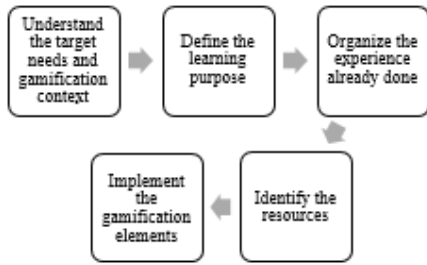 Understand
the target
needs and
gamification
context
Define the
learning
purpose
Organize the
experience
already done
Identify the
resources
Implement
the
gamification
elements